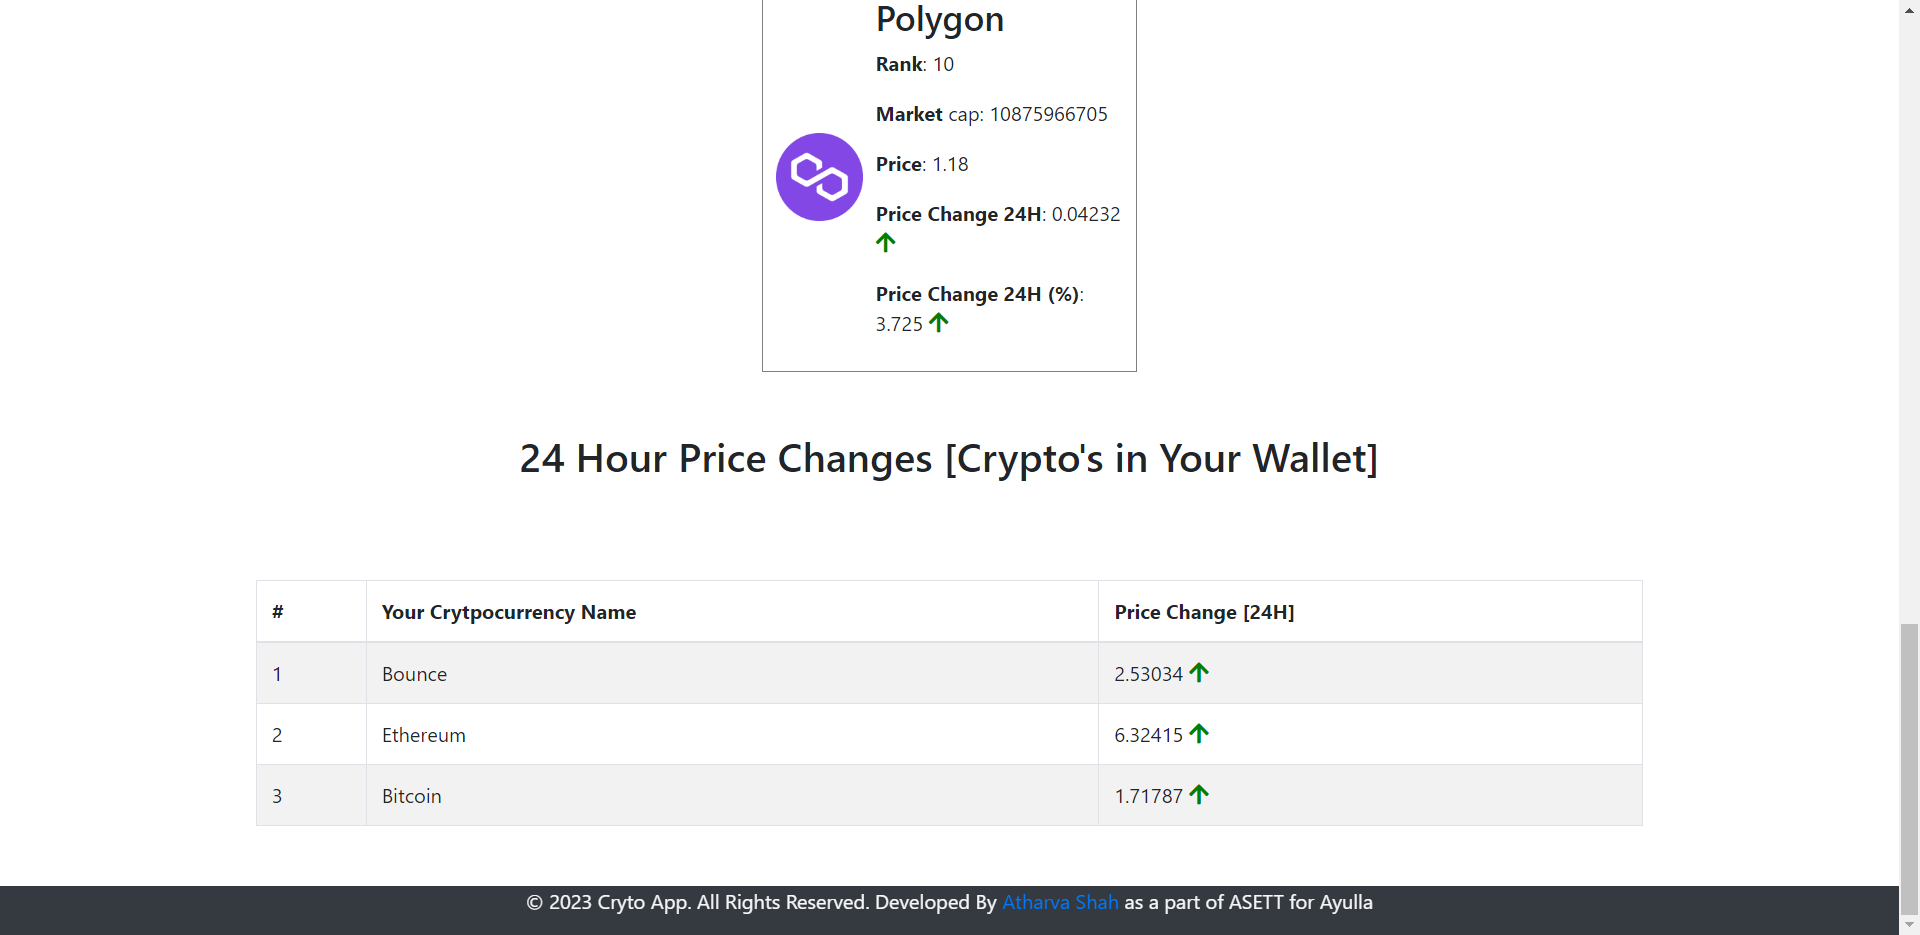 Polygon
Rank: 10
Market cap: 10875966705
Price: 1.18
Price Change 24H: 0.04232
Price Change 24H (%):
3.725
24 Hour Price Changes [Crypto's in Your Wallet]
# Your Crytpocurrency Name Price Change [24H]
1 Bounce 2.53034
2 Ethereum 6.32415
3 Bitcoin 1.71787
© 2023 Cryto App. All Rights Reserved. Developed By Atharva Shah as a part of ASETT for Ayulla